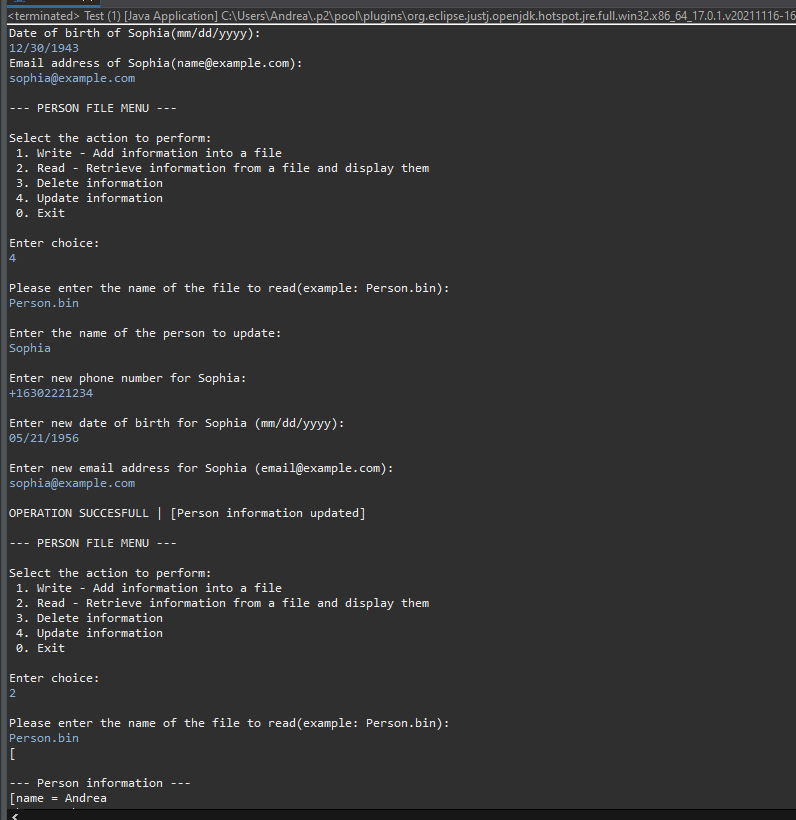 <terminated> Test (1) [Java Application] C:\Users\Andrea\.p2\pool\plugins\org.eclipse.justj.openjdk.hotspot.jre.full.win32.x86_64_17.0.1.v20211116-16
Date of birth of Sophia(mm/dd/yyyy):
12/30/1943
Email address of Sophia(name@example.com):
sophia@example.com
--- PERSON FILE MENU ---
Select the action to perform:
1. Write - Add information into a file
2. Read - Retrieve information from a file and display them
3. Delete information
4. Update information
0. Exit
Enter choice:
4
Please enter the name of the file to read(example: Person.bin):
Person.bin
Enter the name of the person to update:
Sophia
Enter new phone number for Sophia:
+16302221234
Enter new date of birth for Sophia (mm/dd/yyyy):
05/21/1956
Enter new email address for Sophia (email@example.com):
sophia@example.com
OPERATION SUCCESFULL | [Person information updated]
--- PERSON FILE MENU ---
Select the action to perform:
1. Write - Add information into a file
2. Read - Retrieve information from a file and display them
3. Delete information
4. Update information
0. Exit
Enter choice:
2
Please enter the name of the file to read(example: Person.bin):
Person.bin
[
--- Person information ---
[name = Andrea